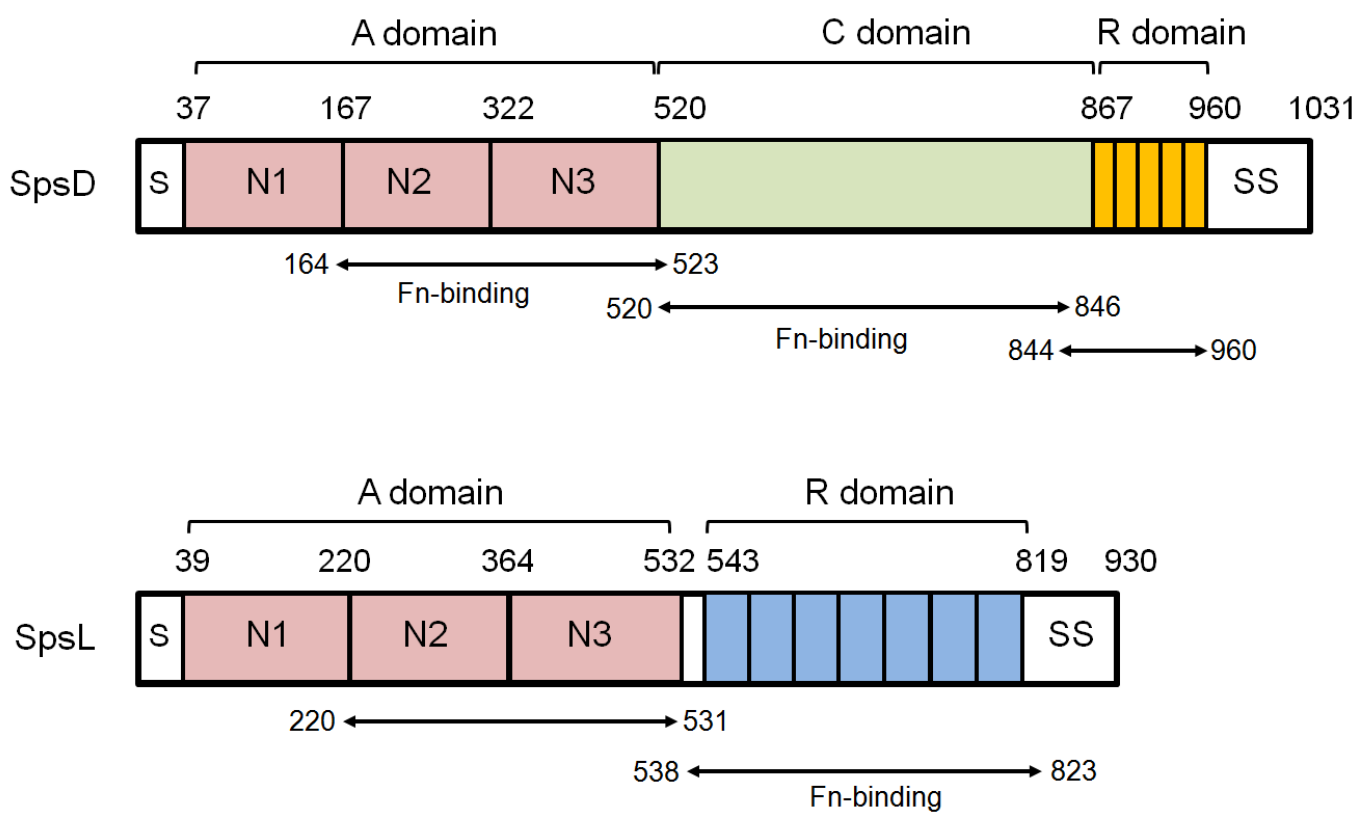 A domain C domain R domain
37 167 322 520 867 960 1031
SpsD S N1 N2 N3 SS
164 523
Fn-binding
520 846
Fn-binding
844 960
A domain R domain
39 220 364 532 543 819 930
SpsL S N1 N2 N3 SS
220 531
538 823
Fn-binding